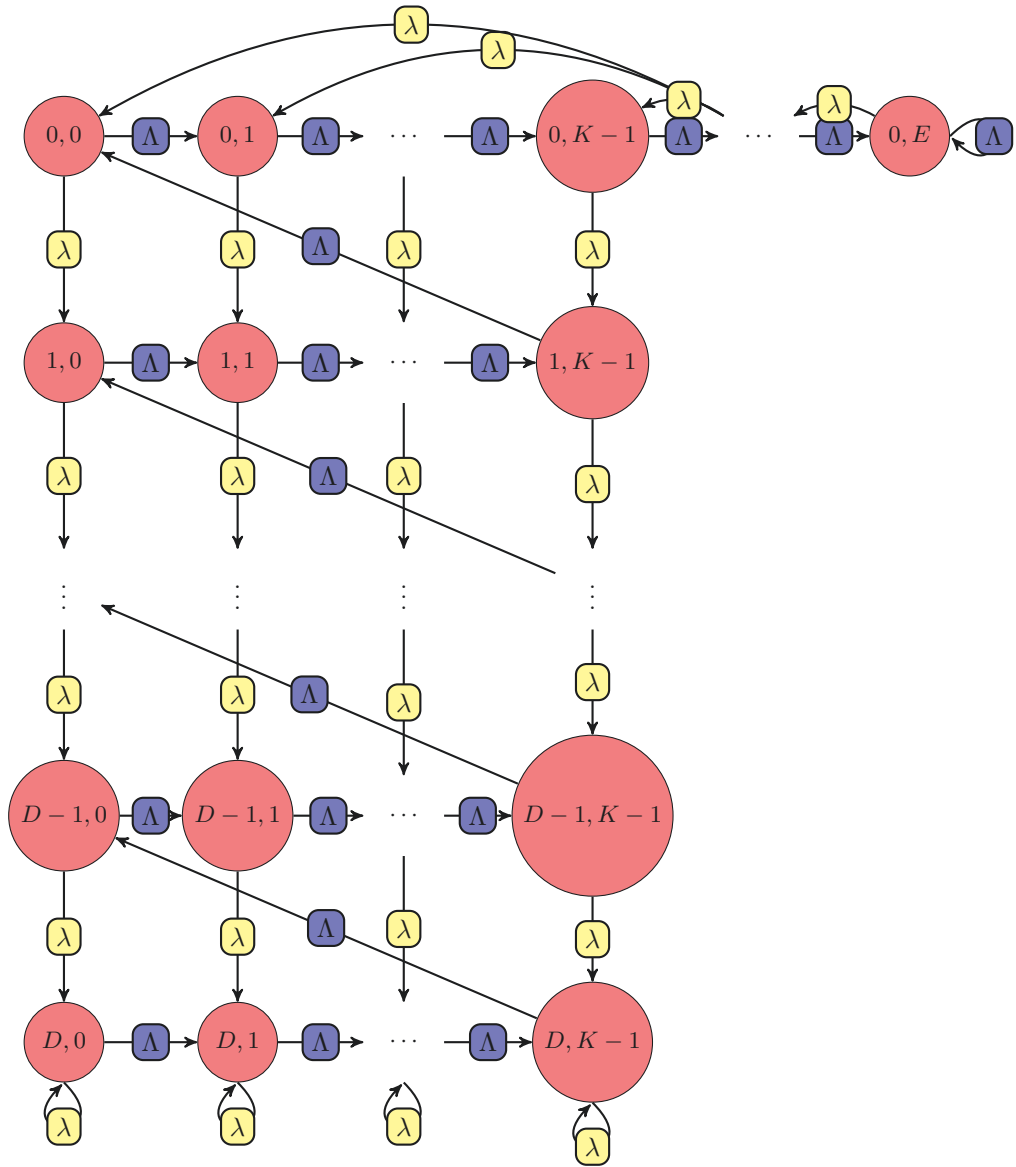 λ
λ
λ λ
0, 0 Λ 0, 1 Λ ··· Λ 0, K − 1 Λ ··· Λ 0, E Λ
λ λ Λ λ λ
1, 0 Λ 1, 1 Λ ··· Λ 1, K − 1
λ λ Λ λ λ
⋮ ⋮ ⋮ ⋮
λ λ Λ λ λ
D − 1, 0 Λ D − 1, 1 Λ ··· Λ D − 1, K − 1
λ λ Λ λ λ
D, 0 Λ D, 1 Λ ··· Λ D, K − 1
λ λ λ λ